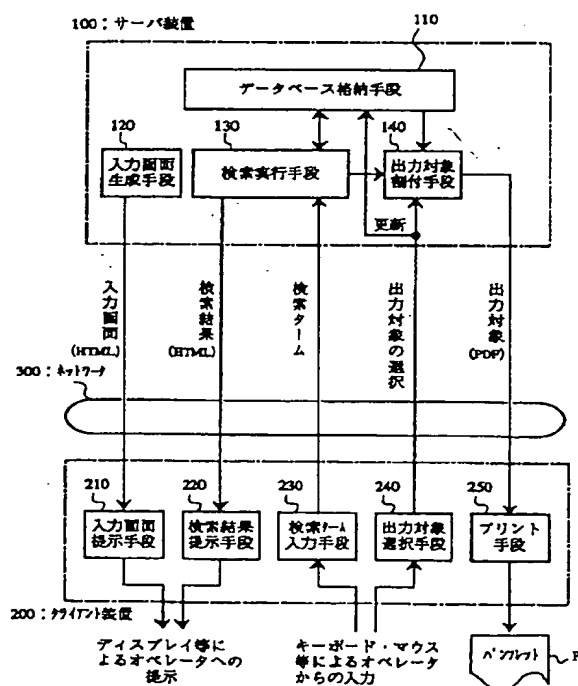 100：サーバ装置
110
データベース格納手段
120
入力画面
生成手段
130
検索実行手段
140
出力対象
割付手段
更新
入力画面
(HTML)
検索結果
(HTML)
検索ターム
出力対象の選択
出力対象
(PDF)
300：ネットワーク
210
入力画面
提示手段
220
検索結果
提示手段
230
検索ターム
入力手段
240
出力対象
選択手段
250
プリント
手段
200：クライアント装置
ディスプレイ等に
よるオペレータへの
提示
キーボード・マウス
等によるオペレータ
からの入力
パンフレット
P